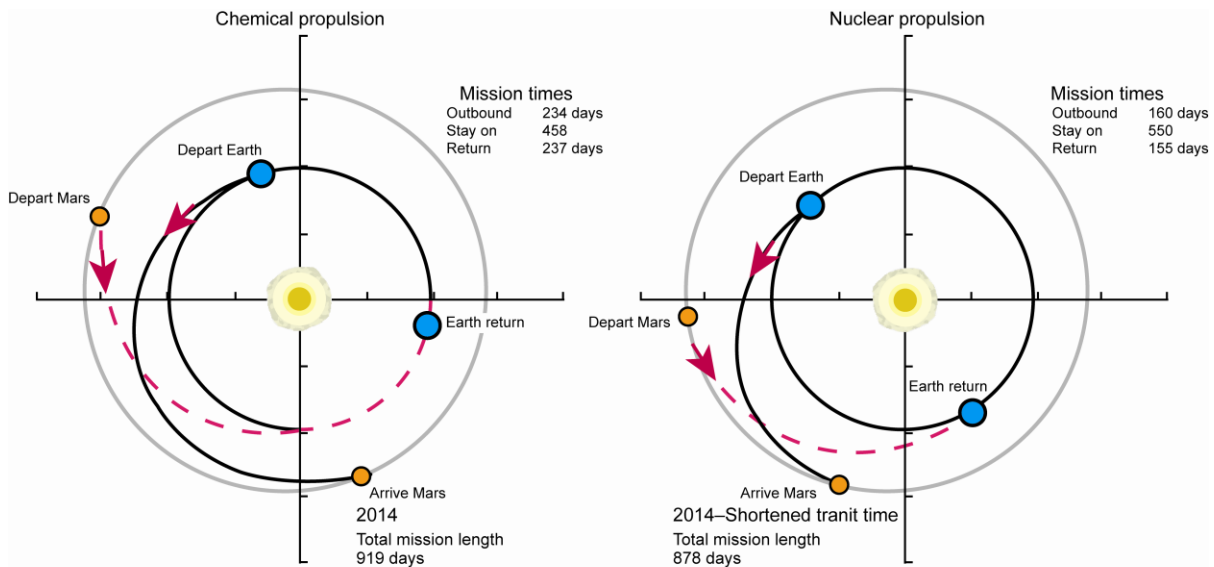 Chemical propulsion
Mission times
Outbound 234 days
Stay on 458
Return 237 days
Depart Earth
Depart Mars
Earth return
Arrive Mars
2014
Total mission length
919 days
Nuclear propulsion
Mission times
Outbound 160 days
Stay on 550
Return 155 days
Depart Earth
Depart Mars
Earth return
Arrive Mars
2014–Shortened tranit time
Total mission length
878 days